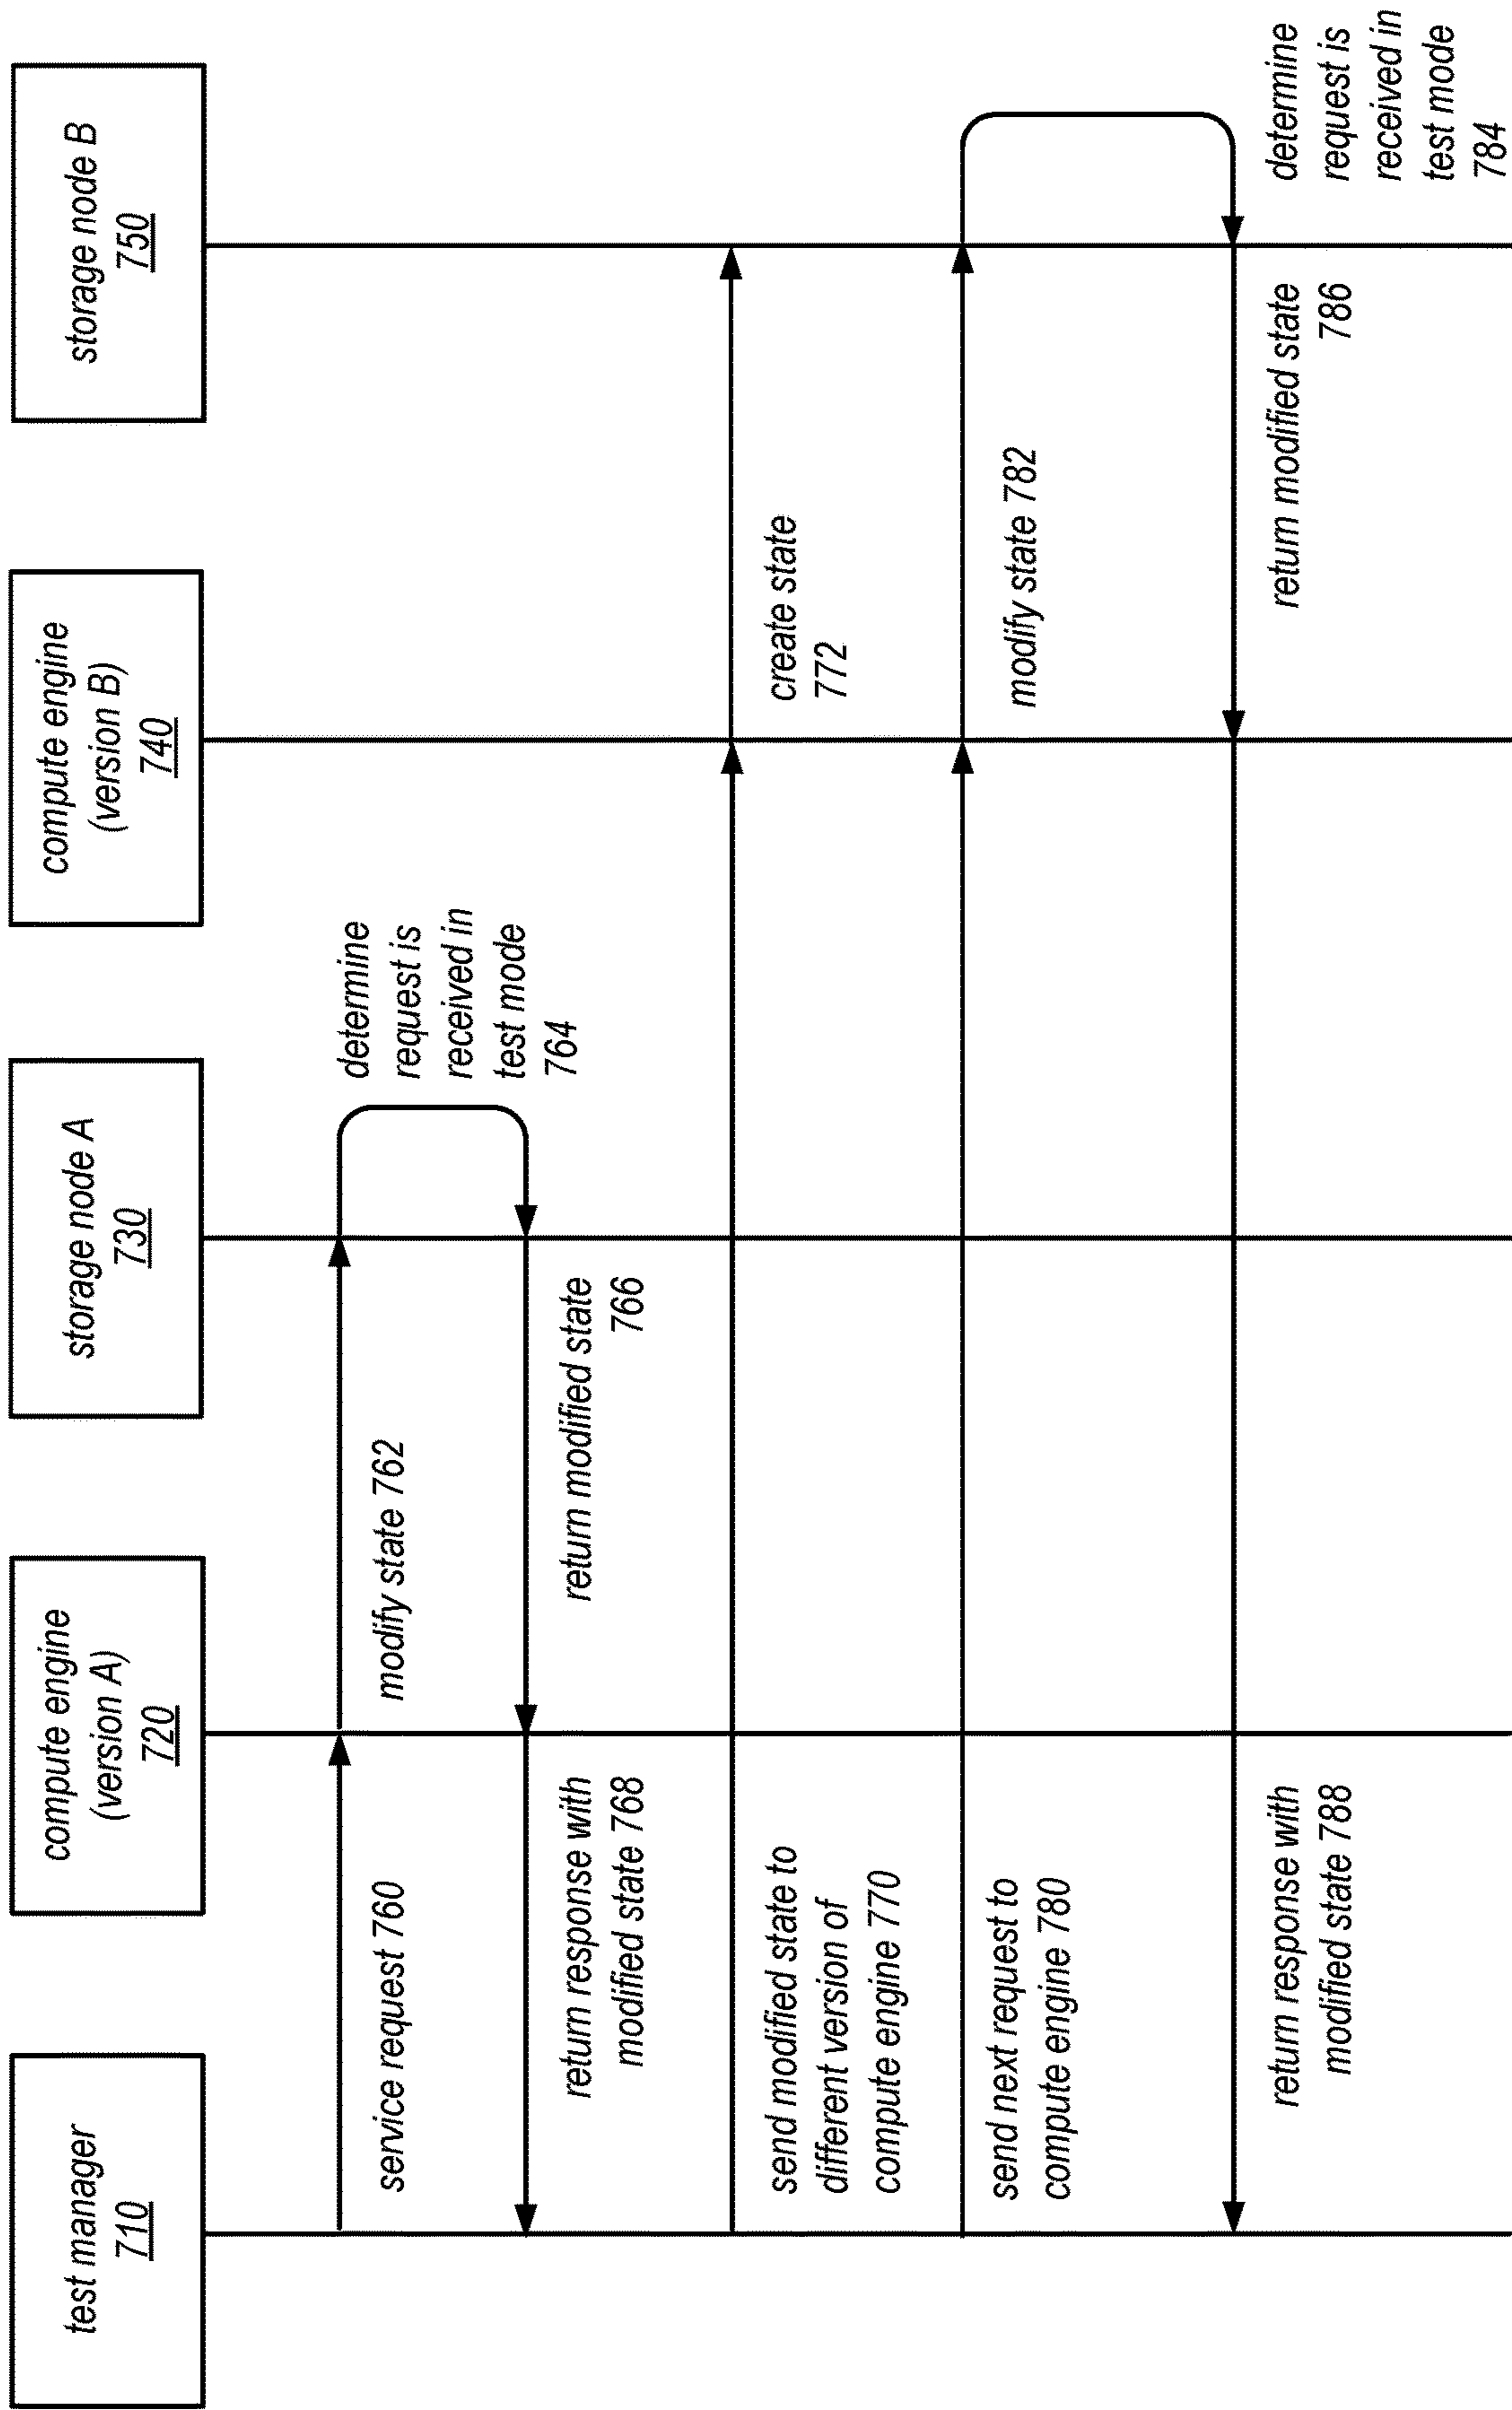 test manager
710
compute engine
(version A)
720
storage node A
730
compute engine
(version B)
740
storage node B
750
service request 760
modify state 762
determine
request is
received in
test mode
764
return response with
modified state 768
return modified state
766
send modified state to
different version of
compute engine 770
create state
772
send next request to
compute engine 780
modify state 782
determine
request is
received in
test mode
784
return response with
modified state 788
return modified state
786